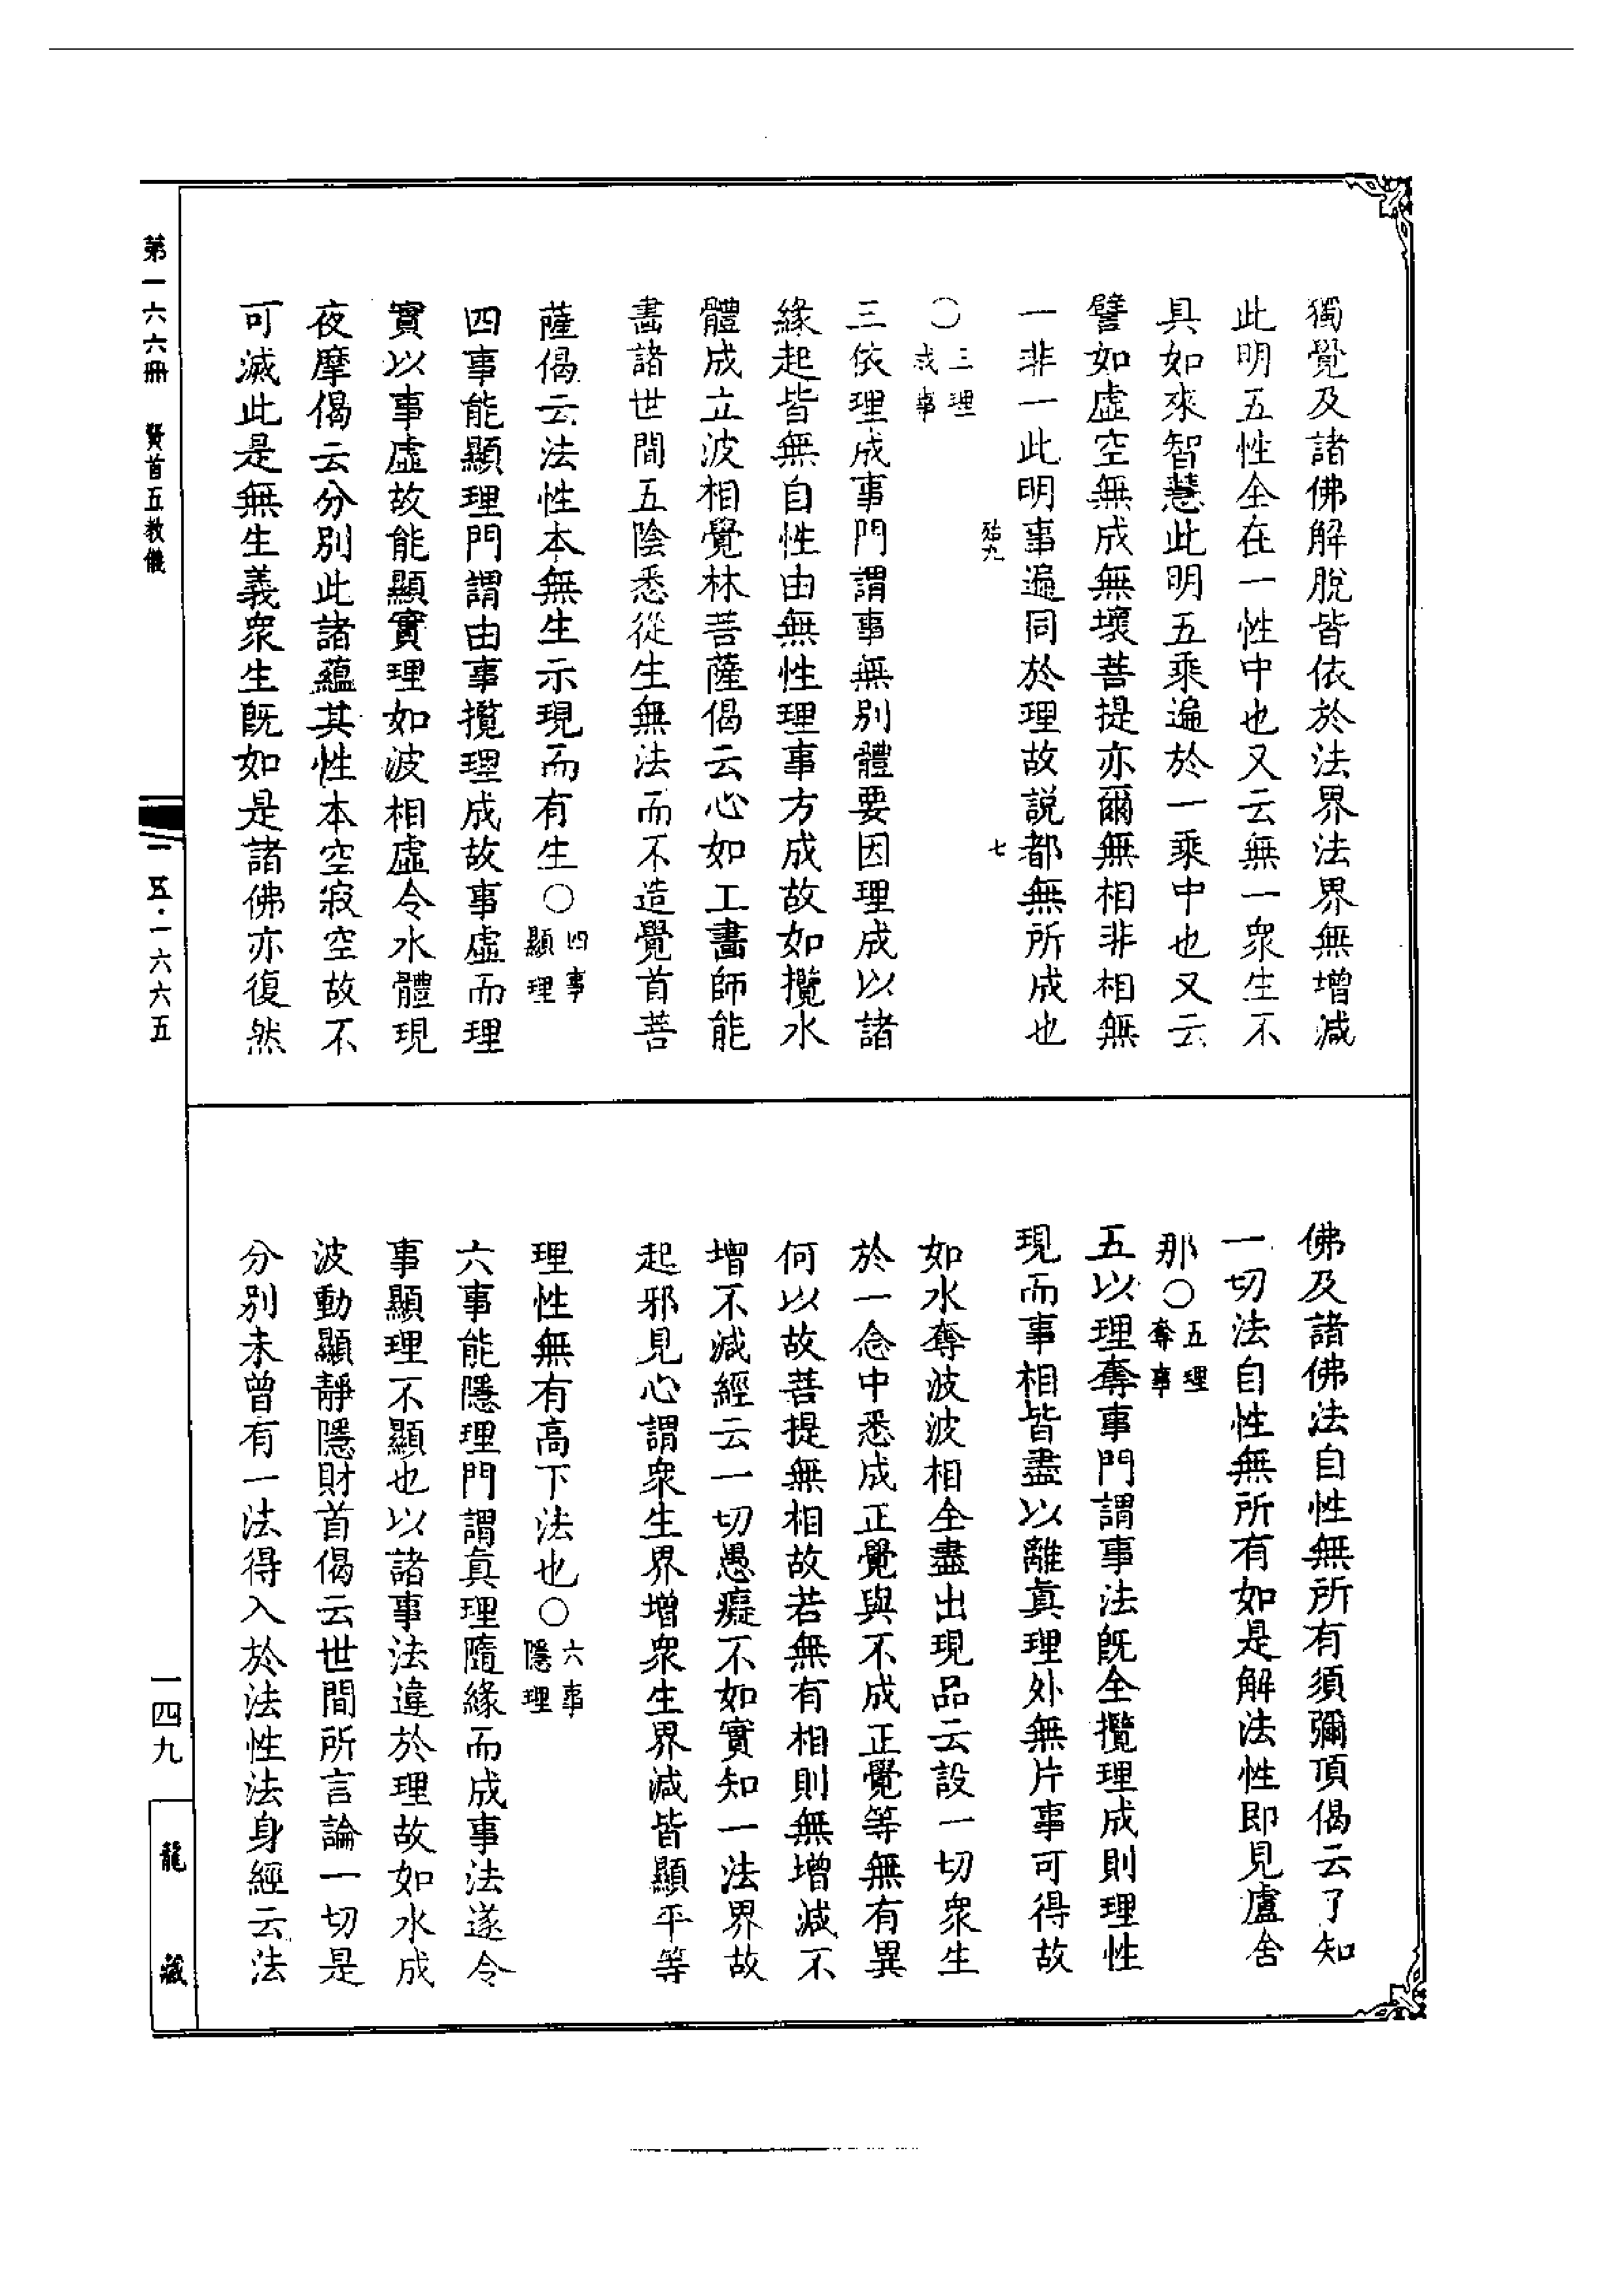 獨覺及諸佛解脫皆依於法界法界無增減
此明五性全在一性中也又云無一衆生不
具如來智慧此明五乘遍於一乘中也又云
譬如虛空無成無壞菩提亦爾無相非相無
一非一此明事遍同於理故説都無所成也
七
○三理成事
三依理成事門謂事無別體要因理成以諸
緣起皆無自性由無性理事方成故如攬水
體成立波相覺林菩薩偈云心如工畵師能
畵諸世間五陰悉從生無法而不造覺首菩
薩偈云法性本無生示現而有生○四事顯理
四事能顯理門謂由事攬理成故事虛而理
實以事虛故能顯實理如波相虛令水體現
夜摩偈云分別此諸蘊其性本空寂空故不
可滅此是無生義衆生旣如是諸佛亦復然
佛及諸佛法自性無所有須彌頂偈云了知
一切法自性無所有如是解法性即見盧舍
那○五理奪事
五以理奪事門謂事法旣全攬理成則理性
現而事相皆盡以離眞理外無片事可得故
如水奪波波相全盡出現品云設一切衆生
於一念中悉成正覺與不成正覺等無有異
何以故菩提無相故若無有相則無增減不
增不減經云一切愚癡不如實知一法界故
起邪見心謂衆生界增衆生界減皆顯平等
理性無有高下法也○六事隱理
六事能隱理門謂眞理隨緣而成事法遂令
事顯理不顯也以諸事法違於理故如水成
波動顯靜隱財首偈云世間所言論一切是
分別未曾有一法得入於法性法身經云法
第一六六冊 賢首五教儀
一五·一六六五
一四九
龍藏